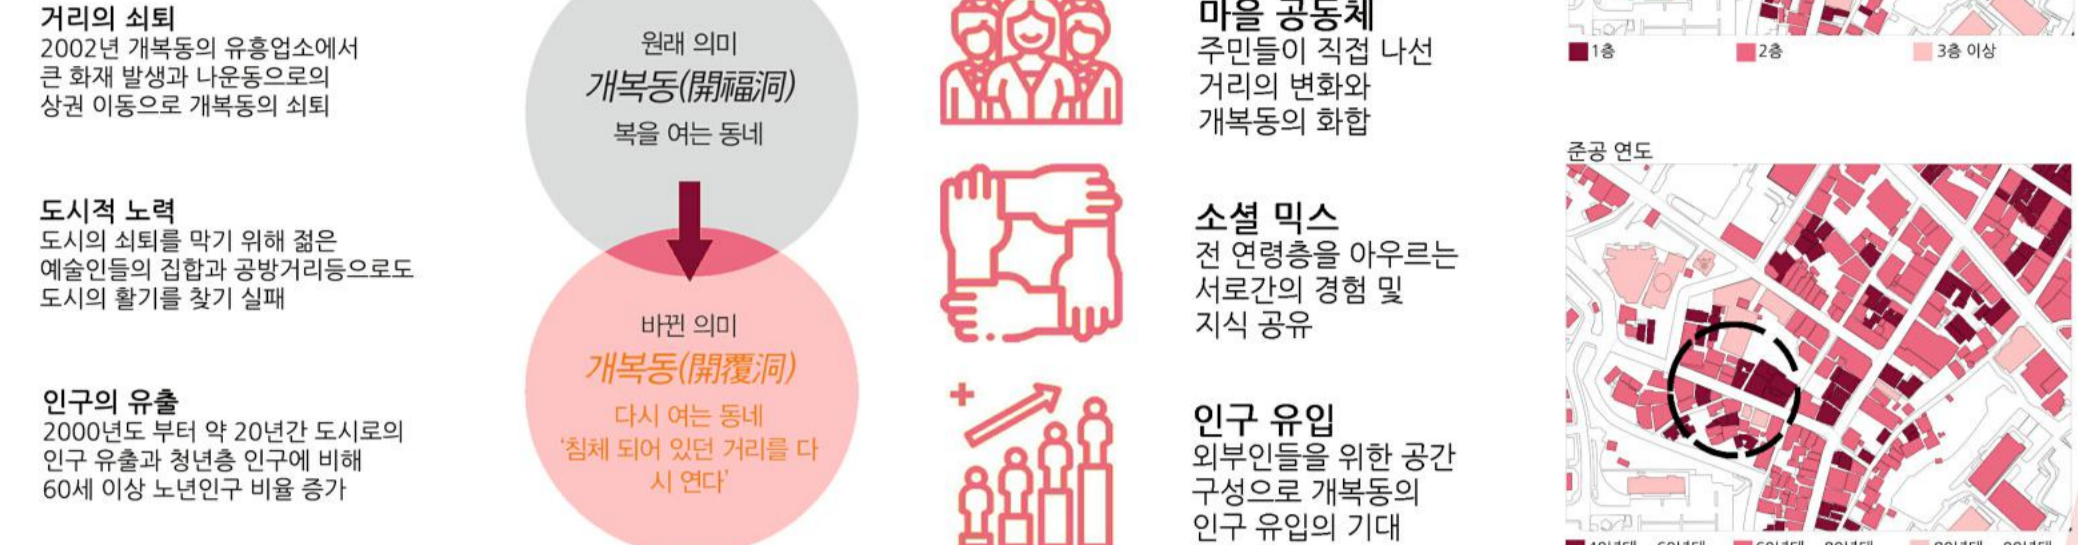 거리의 쇠퇴
2002년 개복동의 유흥업소에서
큰 화재 발생과 나운동으로의
상권 이동으로 개복동의 쇠퇴
도시적 노력
도시의 쇠퇴를 막기 위해 젊은
예술인들의 집합과 공방거리등으로도
도시의 활기를 찾기 실패
인구의 유출
2000년도 부터 약 20년간 도시로의
인구 유출과 청년층 인구에 비해
60세 이상 노년인구 비율 증가
원래 의미
개복동(開福洞)
복을 여는 동네
바뀐 의미
개복동(開覆洞)
다시 여는 동네
‘침체 되어 있던 거리를 다
시 연다’
마을 공동체
주민들이 직접 나선
거리의 변화와
개복동의 화합
소셜 믹스
전 연령층을 아우르는
서로간의 경험 및
지식 공유
인구 유입
외부인들을 위한 공간
구성으로 개복동의
인구 유입의 기대
1층 2층 3층 이상
준공 연도